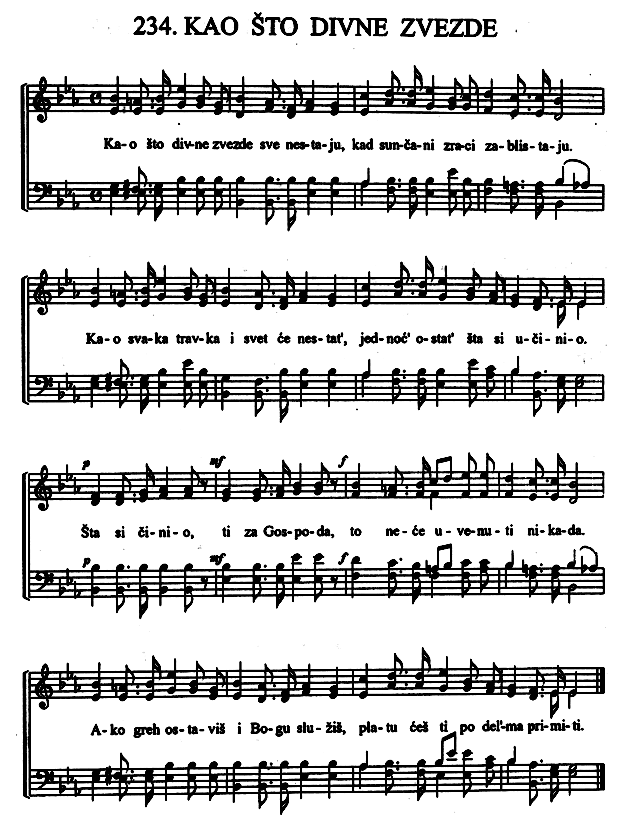 234. KAO ŠTO DIVNE ZVEZDE
Ka-o što div-ne zvezde sve nes-ta-ju, kad sun-ča-ni zra-ci za-blis-ta-ju.
Ka-o sva-ka trav-ka i svet će nes-tat', jed-noć' o-stat' šta si u-či-ni-o.
p mf f
Šta si či-ni-o, ti za Gos-po-da, to ne-će u-ve-nu-ti ni-ka-da.
p mf f
A-ko greh os-ta-viš i Bo-gu slu-žiš, pla-tu ćeš ti po del'-ma pri-mi-ti.